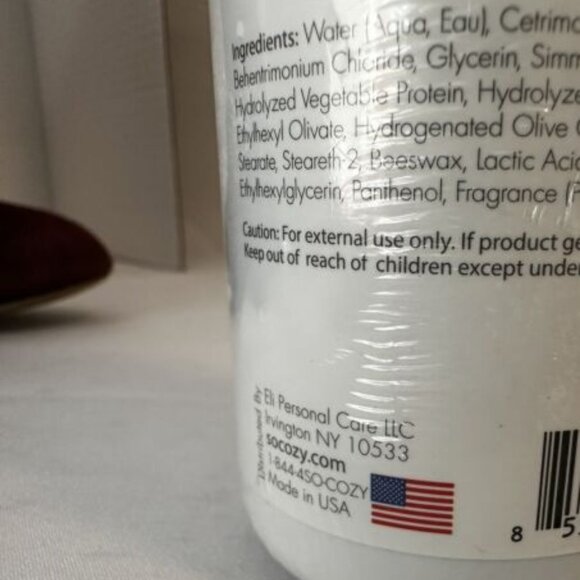 Ingredients: Water (Aqua, Eau), Cetrimo
Behentrimonium Chloride, Glycerin, Simm
Hydrolyzed Vegetable Protein, Hydrolyze
Ethylhexyl Olivate, Hydrogenated Olive
Stearate, Steareth-2, Beeswax, Lactic Acid
Ethylhexylglycerin, Panthenol, Fragrance (
Caution: For external use only. If product ge
Keep out of reach of children except under
Distributed By
Eli Personal Care LLC
Irvington NY 10533
socozy.com
1-844-4SO-COZY
Made in USA
8 5